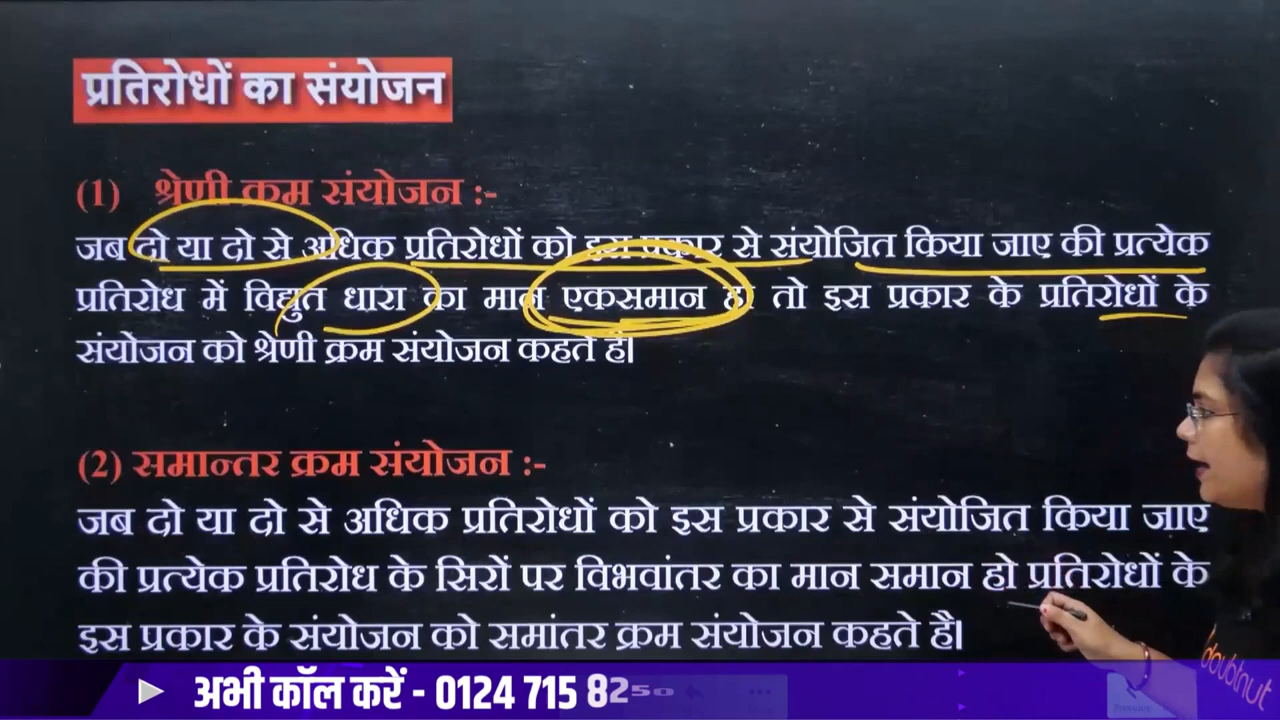 प्रतिरोधों का संयोजन
(1) श्रेणी क्रम संयोजन :-
जब दो या दो से अधिक प्रतिरोधों को इस प्रकार से संयोजित किया जाए की प्रत्येक
प्रतिरोध में विद्युत धारा का मान एकसमान हो तो इस प्रकार के प्रतिरोधों के
संयोजन को श्रेणी क्रम संयोजन कहते हैं।
(2) समान्तर क्रम संयोजन :-
जब दो या दो से अधिक प्रतिरोधों को इस प्रकार से संयोजित किया जाए
की प्रत्येक प्रतिरोध के सिरों पर विभवांतर का मान समान हो प्रतिरोधों के
इस प्रकार के संयोजन को समांतर क्रम संयोजन कहते है।
doubtnut
अभी कॉल करें - 0124 715 8250